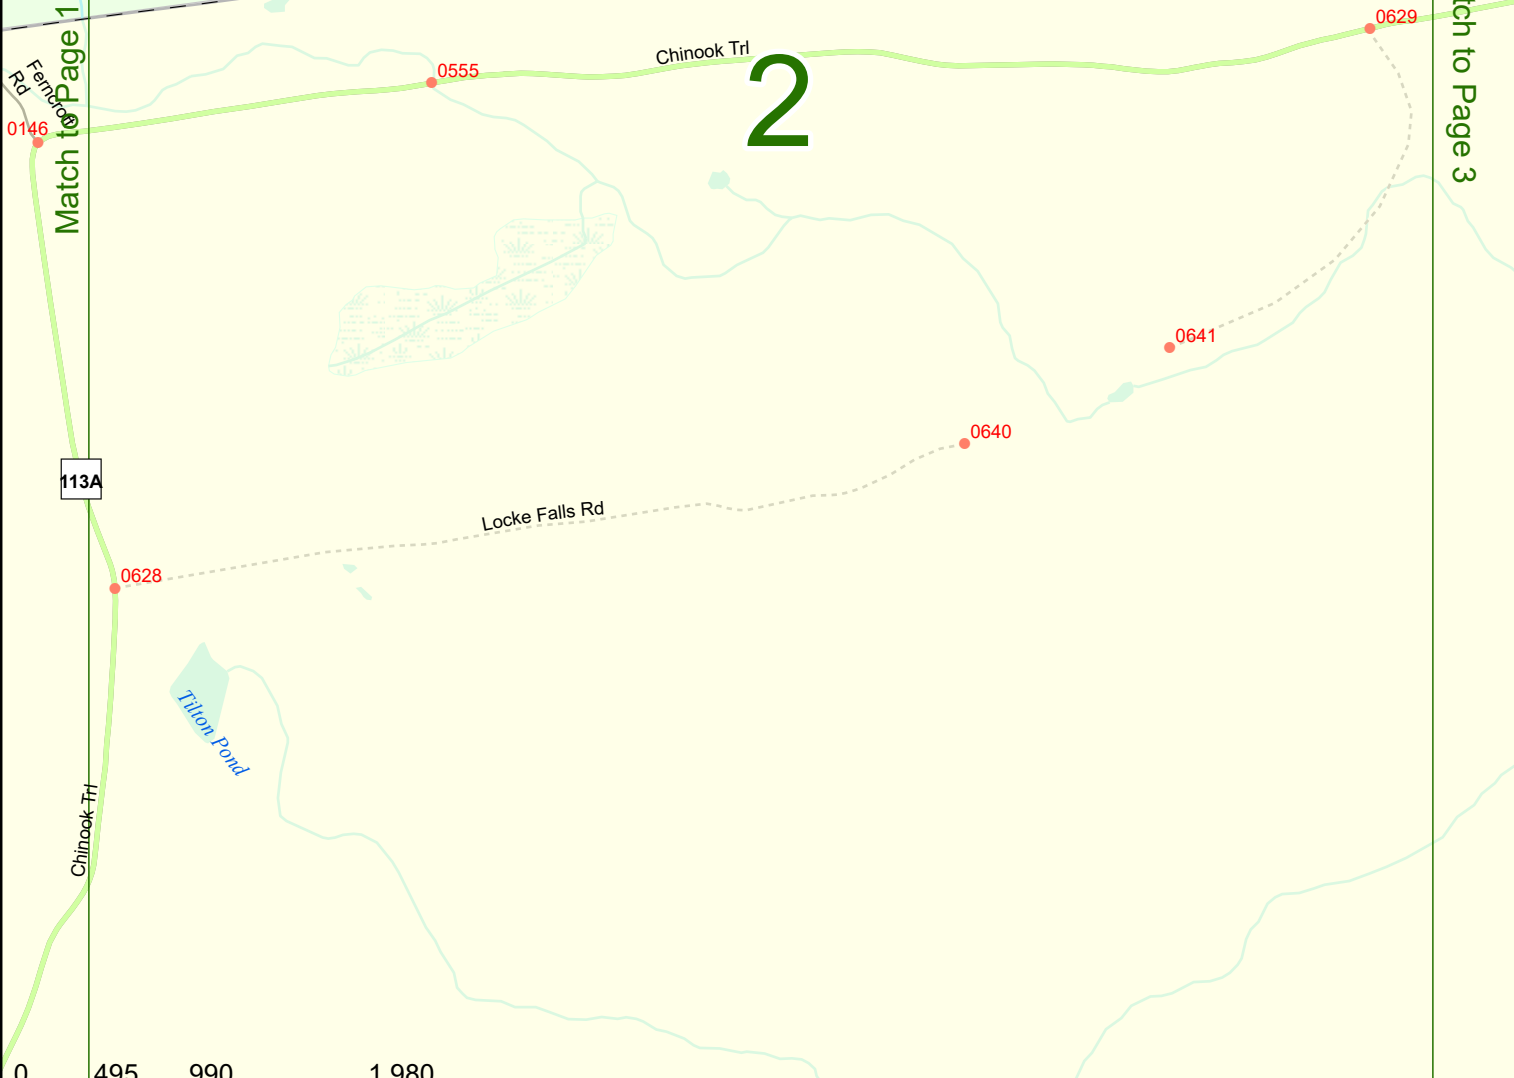 Match to Page 1
Match to Page 3
0629
Chinook Trl
2
0555
Ferncroft
Rd
0146
0641
0640
113A
Locke Falls Rd
0628
Tilton Pond
Chinook Trl
0 495 990 1,980